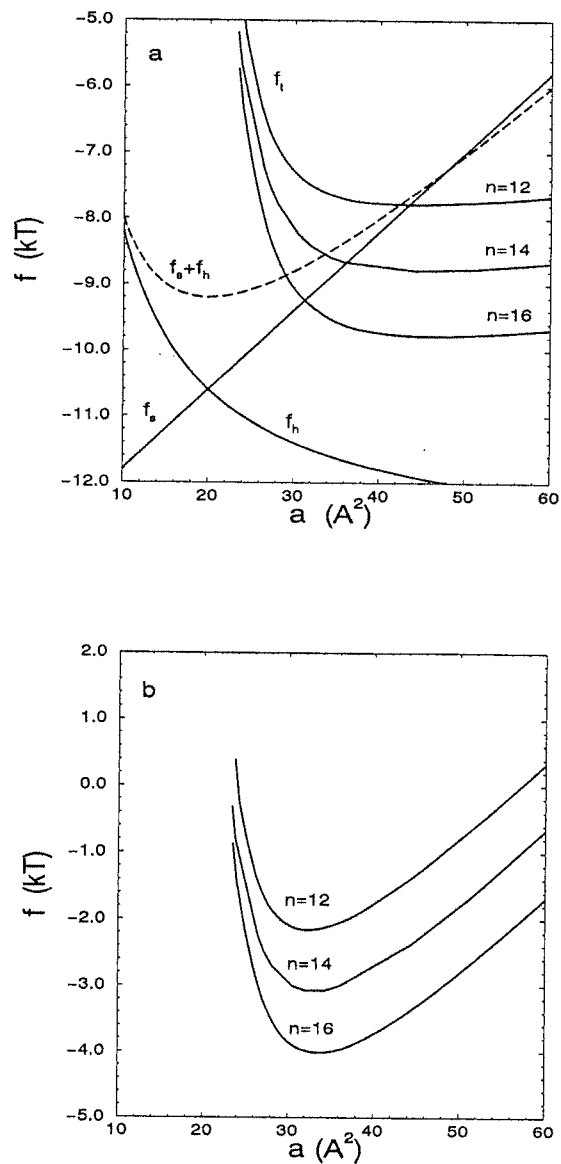 -5.0
-6.0
-7.0
-8.0
-9.0
-10.0
-11.0
-12.0
f (kT)
a
f_t
n=12
n=14
n=16
f_s+f_h
f_s
f_h
10
20
30
40
50
60
a (A^2)
2.0
1.0
0.0
-1.0
-2.0
-3.0
-4.0
-5.0
f (kT)
b
n=12
n=14
n=16
10
20
30
40
50
60
a (A^2)